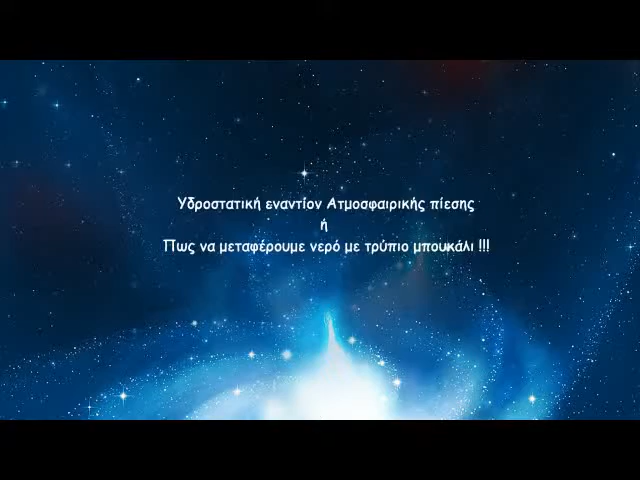 Υδροστατική εναντίον Ατμοσφαιρικής πίεσης
ή
Πως να μεταφέρουμε νερό με τρύπιο μπουκάλι !!!